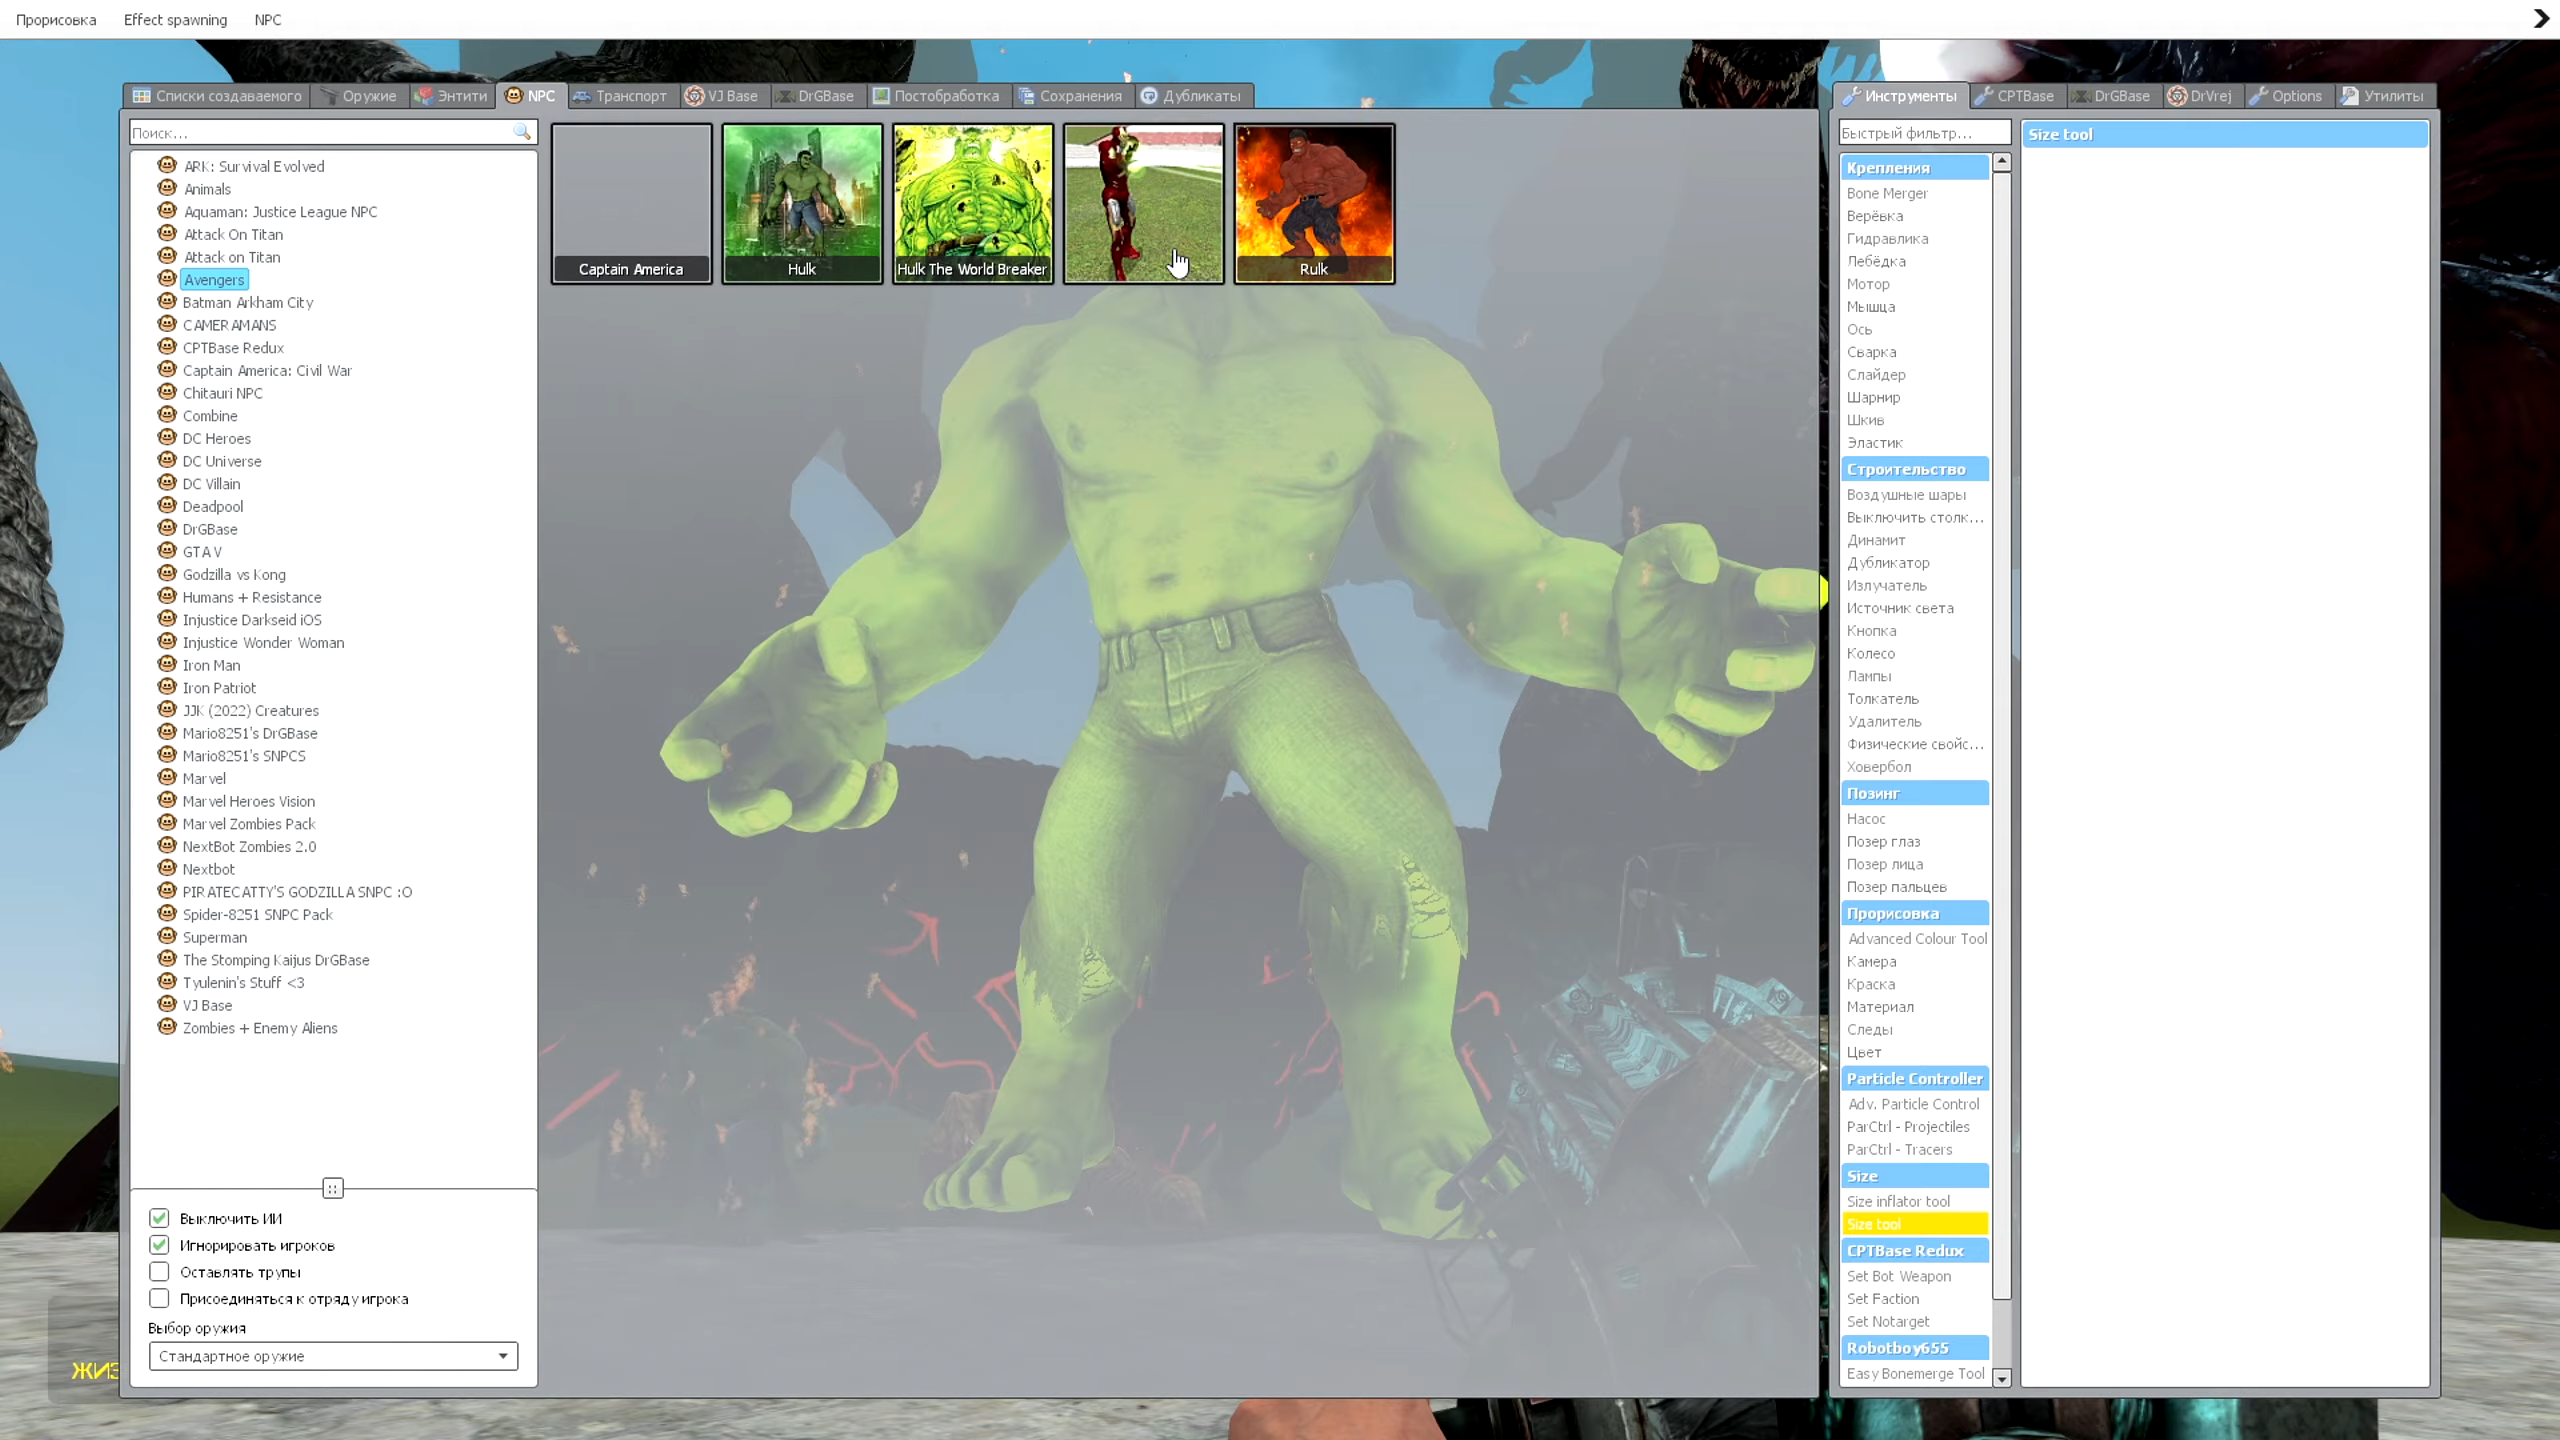 Прорисовка Effect spawning NPC
Списки создаваемого Оружие Энтити NPC Транспорт VJ Base DrGBase Постобработка Сохранения Дубликаты
Поиск...
ARK: Survival Evolved
Animals
Aquaman: Justice League NPC
Attack On Titan
Attack on Titan
Avengers
Batman Arkham City
CAMERAMANS
CPTBase Redux
Captain America: Civil War
Chitauri NPC
Combine
DC Heroes
DC Universe
DC Villain
Deadpool
DrGBase
GTA V
Godzilla vs Kong
Humans + Resistance
Injustice Darkseid iOS
Injustice Wonder Woman
Iron Man
Iron Patriot
JJK (2022) Creatures
Mario8251's DrGBase
Mario8251's SNPCS
Marvel
Marvel Heroes Vision
Marvel Zombies Pack
NextBot Zombies 2.0
Nextbot
PIRATECATTY'S GODZILLA SNPC :O
Spider-8251 SNPC Pack
Superman
The Stomping Kaijus DrGBase
Tyulenin's Stuff <3
VJ Base
Zombies + Enemy Aliens
Выключить ИИ
Игнорировать игроков
Оставлять трупы
Присоединяться к отряду игрока
Выбор оружия
Стандартное оружие
ЖИЗ
Captain America
Hulk
Hulk The World Breaker
Rulk
Инструменты CPTBase DrGBase DrVrej Options Утилиты
Быстрый фильтр...
Крепления
Bone Merger
Верёвка
Гидравлика
Лебёдка
Мотор
Мышца
Ось
Сварка
Слайдер
Шарнир
Шкив
Эластик
Строительство
Воздушные шары
Выключить столк...
Динамит
Дубликатор
Излучатель
Источник света
Кнопка
Колесо
Лампы
Толкатель
Удалитель
Физические свойс...
Ховербол
Позинг
Насос
Позер глаз
Позер лица
Позер пальцев
Прорисовка
Advanced Colour Tool
Камера
Краска
Материал
Следы
Цвет
Particle Controller
Adv. Particle Control
ParCtrl - Projectiles
ParCtrl - Tracers
Size
Size inflator tool
Size tool
CPTBase Redux
Set Bot Weapon
Set Faction
Set Notarget
Robotboy655
Easy Bonemerge Tool
Size tool